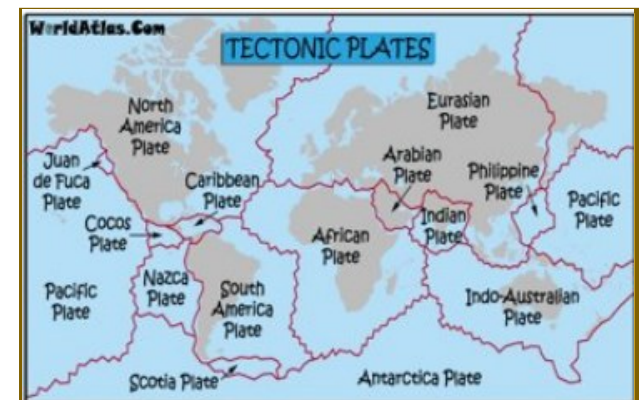 WorldAtlas.Com
TECTONIC PLATES
North
America
Plate
Eurasian
Plate
Juan
de Fuca
Plate
Caribbean
Plate
Arabian
Plate
Philippine
Plate
Pacific
Plate
Cocos
Plate
African
Plate
Indian
Plate
Pacific
Plate
Nazca
Plate
South
America
Plate
Indo-Australian
Plate
Scotia Plate
Antarctica Plate